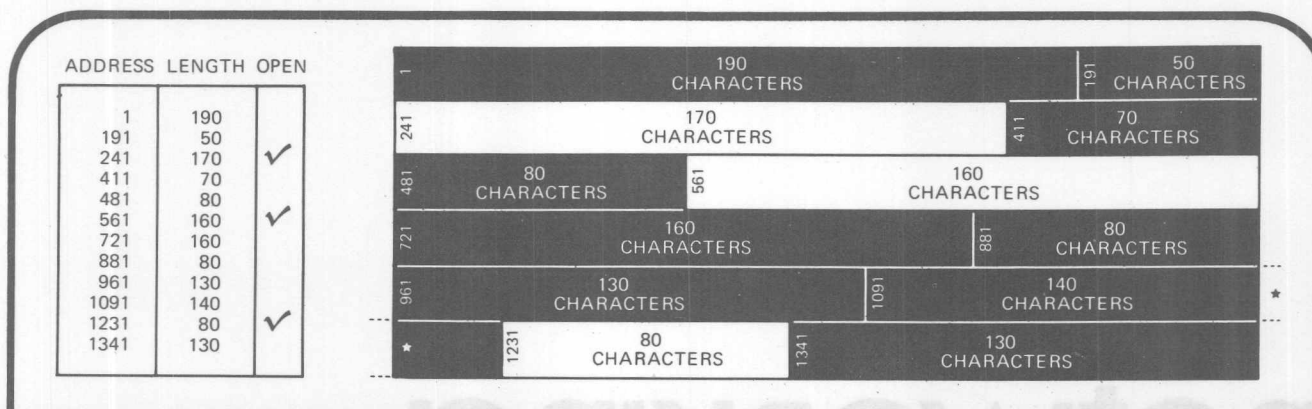 ADDRESS LENGTH OPEN
1 190
191 50
241 170 ✓
411 70
481 80
561 160 ✓
721 160
881 80
961 130
1091 140
1231 80 ✓
1341 130
1
190
CHARACTERS
191
50
CHARACTERS
241
170
CHARACTERS
411
70
CHARACTERS
481
80
CHARACTERS
561
160
CHARACTERS
721
160
CHARACTERS
881
80
CHARACTERS
961
130
CHARACTERS
1091
140
CHARACTERS
★
★
1231
80
CHARACTERS
1341
130
CHARACTERS